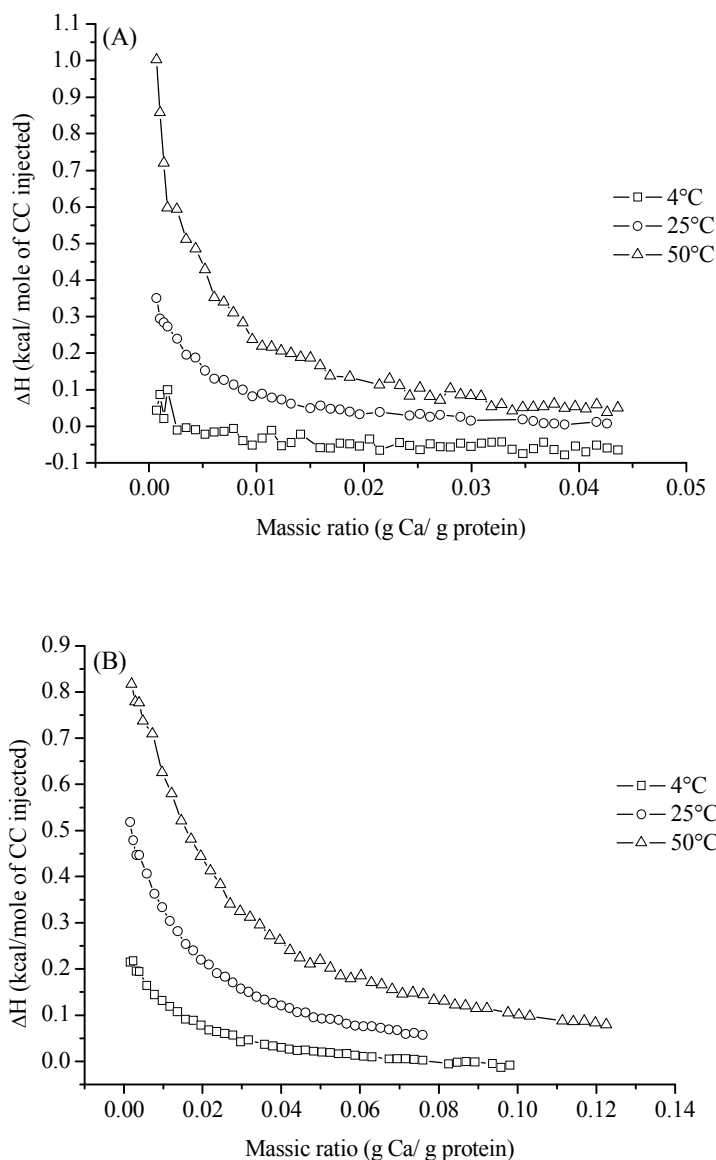 (A)
1.1
1.0
0.9
0.8
0.7
0.6
0.5
0.4
0.3
0.2
0.1
0.0
-0.1
ΔH (kcal/ mole of CC injected)
4°C
25°C
50°C
0.00 0.01 0.02 0.03 0.04 0.05
Massic ratio (g Ca/ g protein)
(B)
0.9
0.8
0.7
0.6
0.5
0.4
0.3
0.2
0.1
0.0
ΔH (kcal/mole of CC injected)
4°C
25°C
50°C
0.00 0.02 0.04 0.06 0.08 0.10 0.12 0.14
Massic ratio (g Ca/ g protein)